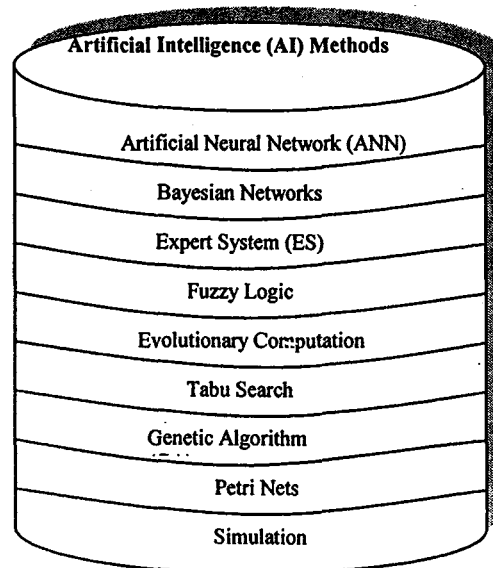 Artificial Intelligence (AI) Methods
Artificial Neural Network (ANN)
Bayesian Networks
Expert System (ES)
Fuzzy Logic
Evolutionary Computation
Tabu Search
Genetic Algorithm
Petri Nets
Simulation